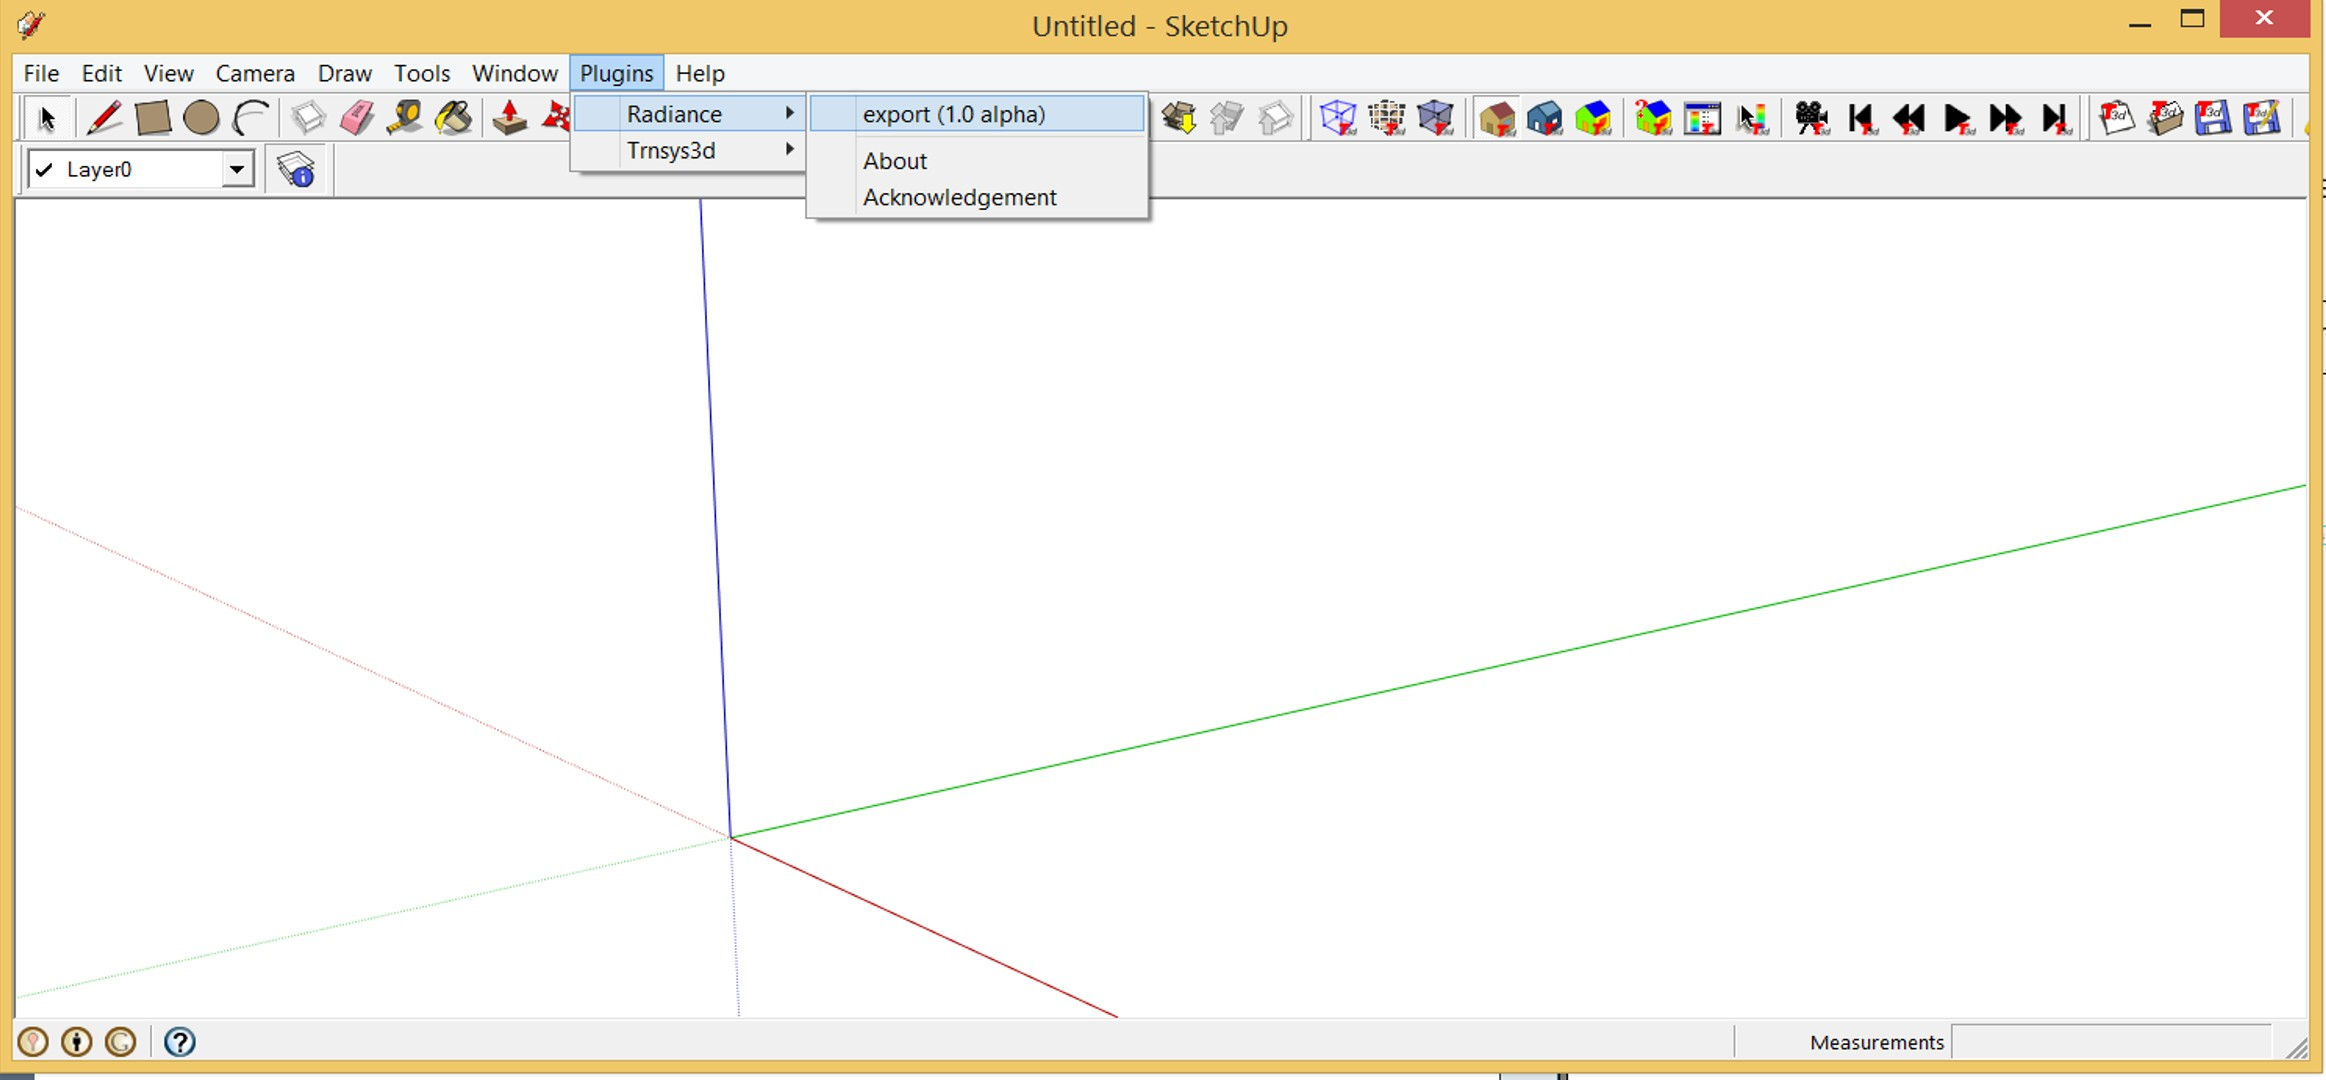 Untitled - SketchUp
File Edit View Camera Draw Tools Window Plugins Help
Radiance
export (1.0 alpha)
Trnsys3d
About
Acknowledgement
Layer0
Measurements